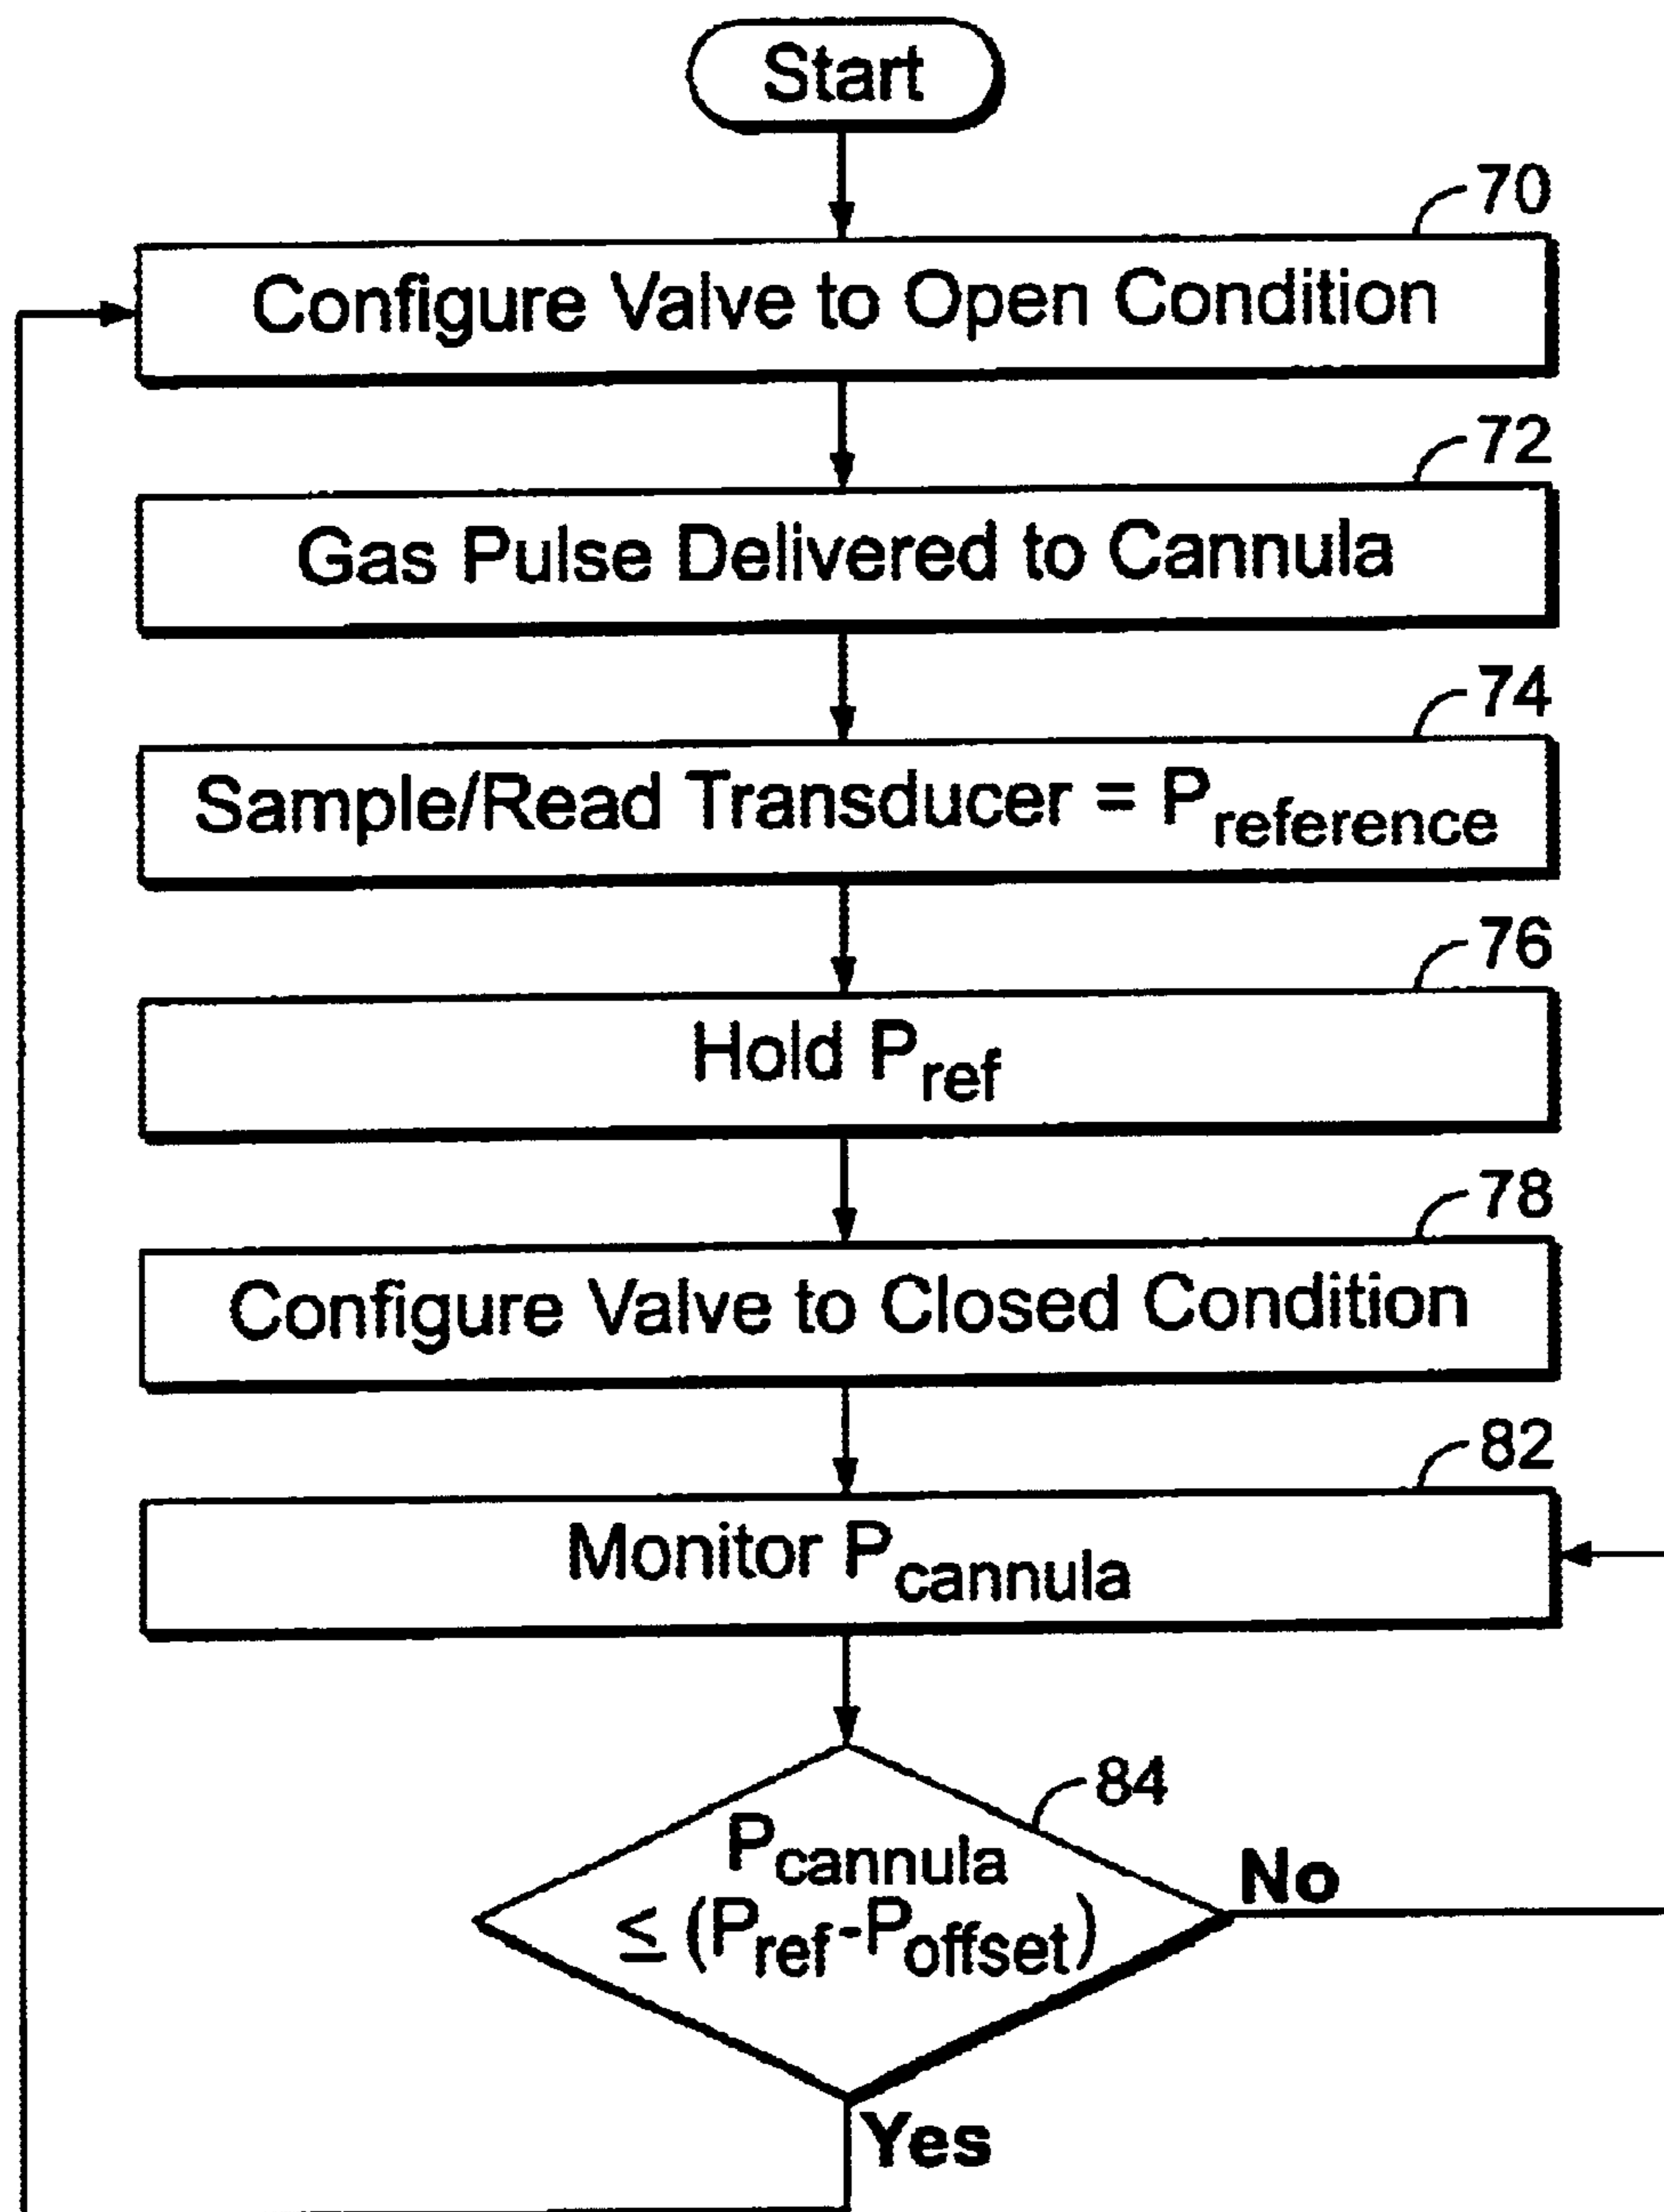 Start
70
Configure Valve to Open Condition
72
Gas Pulse Delivered to Cannula
74
Sample/Read Transducer = Preference
76
Hold Pref
78
Configure Valve to Closed Condition
82
Monitor Pcannula
84
Pcannula
≤ (Pref-Poffset)
No
Yes